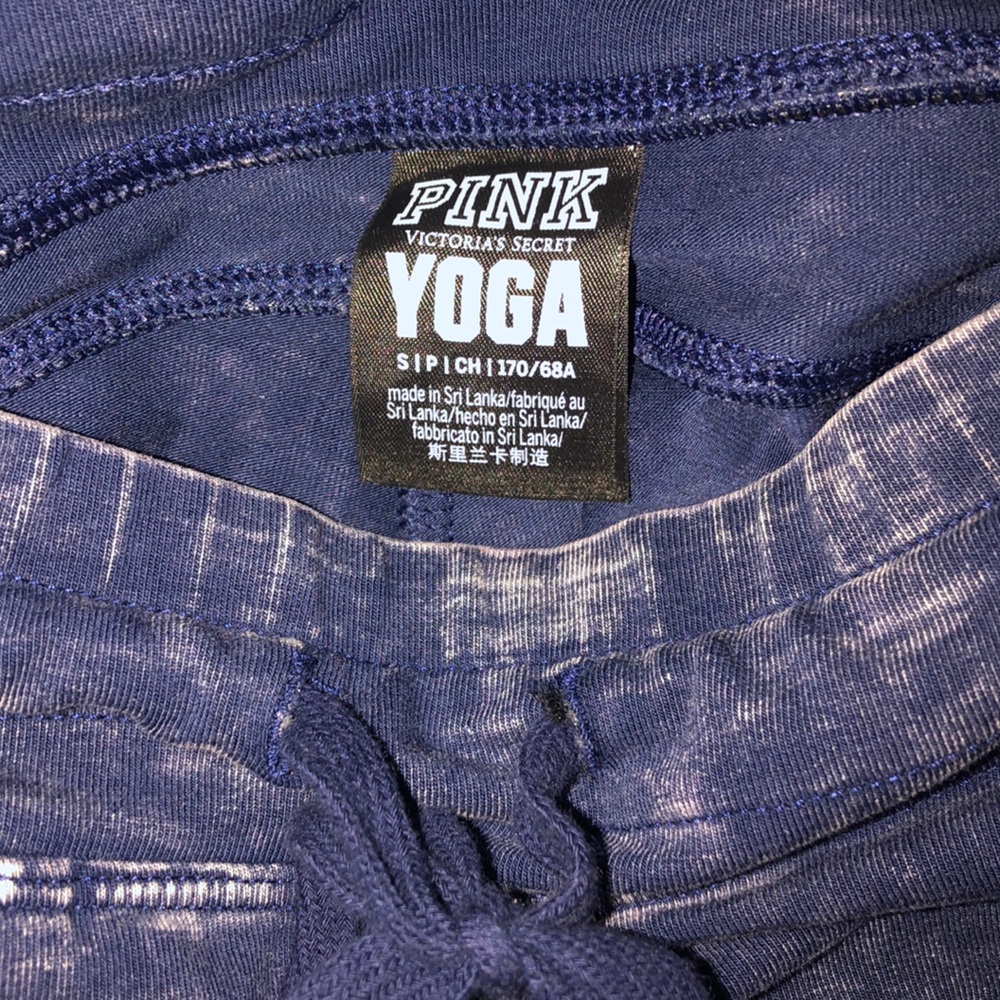 PINK
VICTORIA'S SECRET
YOGA
S | P | CH | 170/68A
made in Sri Lanka/fabriqué au
Sri Lanka/hecho en Sri Lanka/
fabbricato in Sri Lanka/
斯里兰卡制造